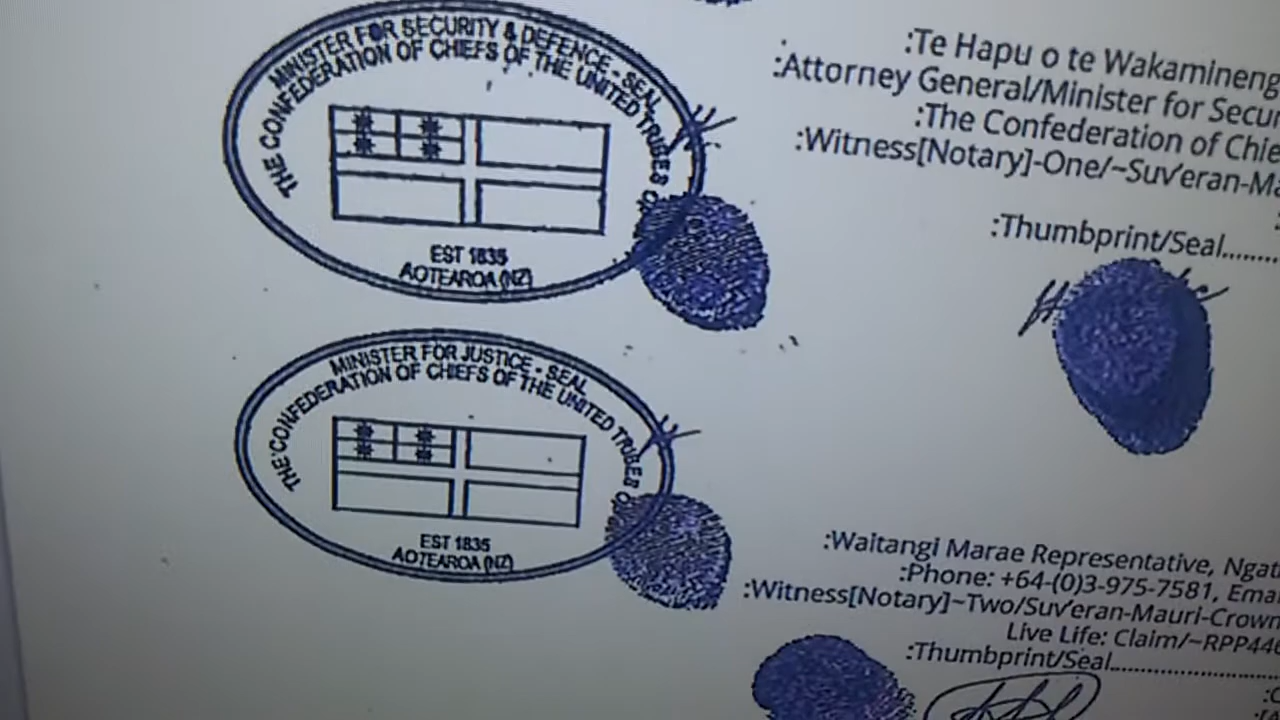 MINISTER FOR SECURITY & DEFENCE - SEAL
THE CONFEDERATION OF CHIEFS OF THE UNITED TRIBES O
EST 1835
AOTEAROA (NZ)
:Te Hapu o te Wakamineng
:Attorney General/Minister for Secur
:The Confederation of Chie
:Witness[Notary]-One/~Suv'eran-Ma
:Thumbprint/Seal........
MINISTER FOR JUSTICE - SEAL
THE CONFEDERATION OF CHIEFS OF THE UNITED TRIBES O
EST 1835
AOTEAROA (NZ)
:Waitangi Marae Representative, Ngat
:Phone: +64-(0)3-975-7581, Emai
:Witness[Notary]~Two/Suv'eran-Mauri-Crown
Live Life: Claim/~RPP446
:Thumbprint/Seal..............................